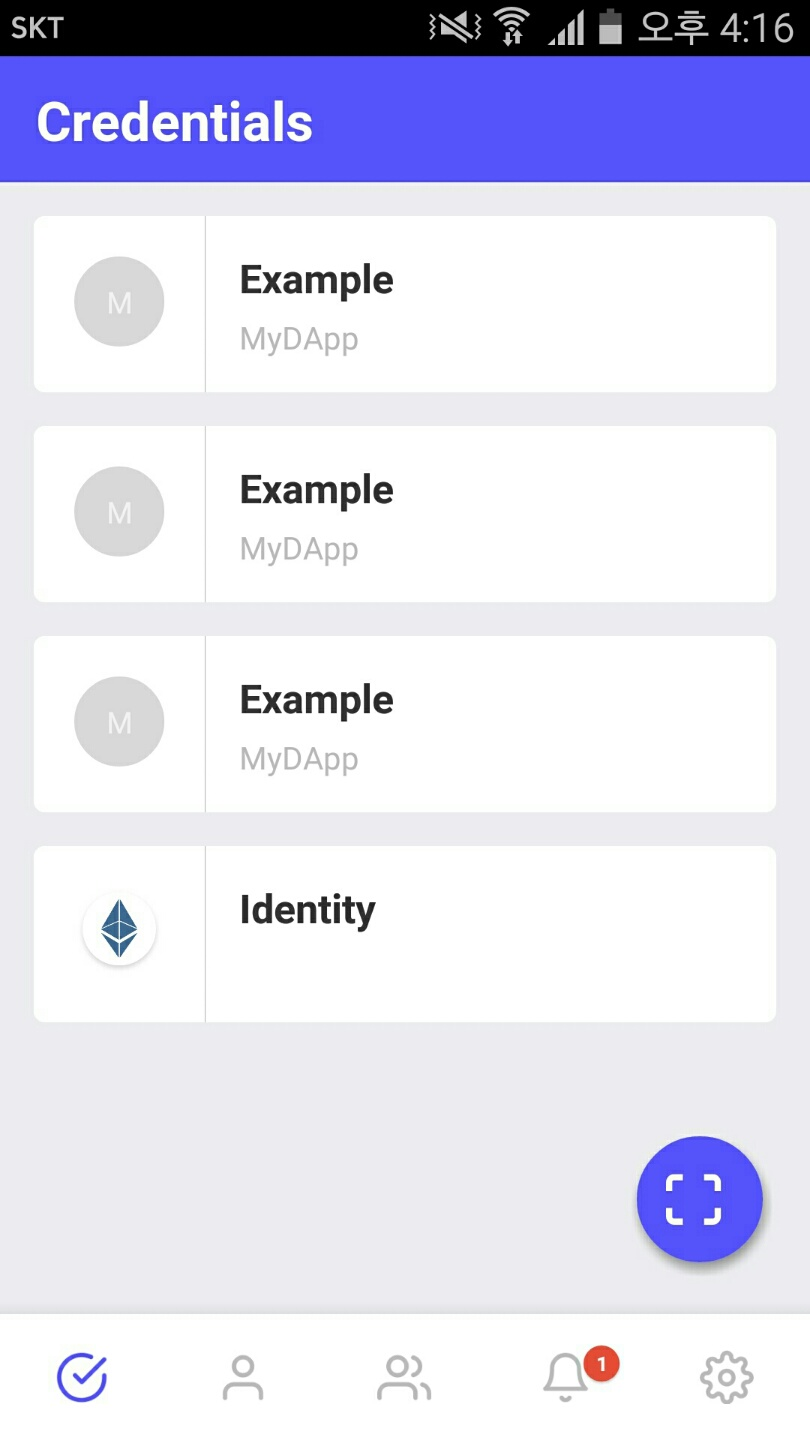 SKT 오후 4:16
Credentials
M
Example
MyDApp
M
Example
MyDApp
M
Example
MyDApp
Identity
1